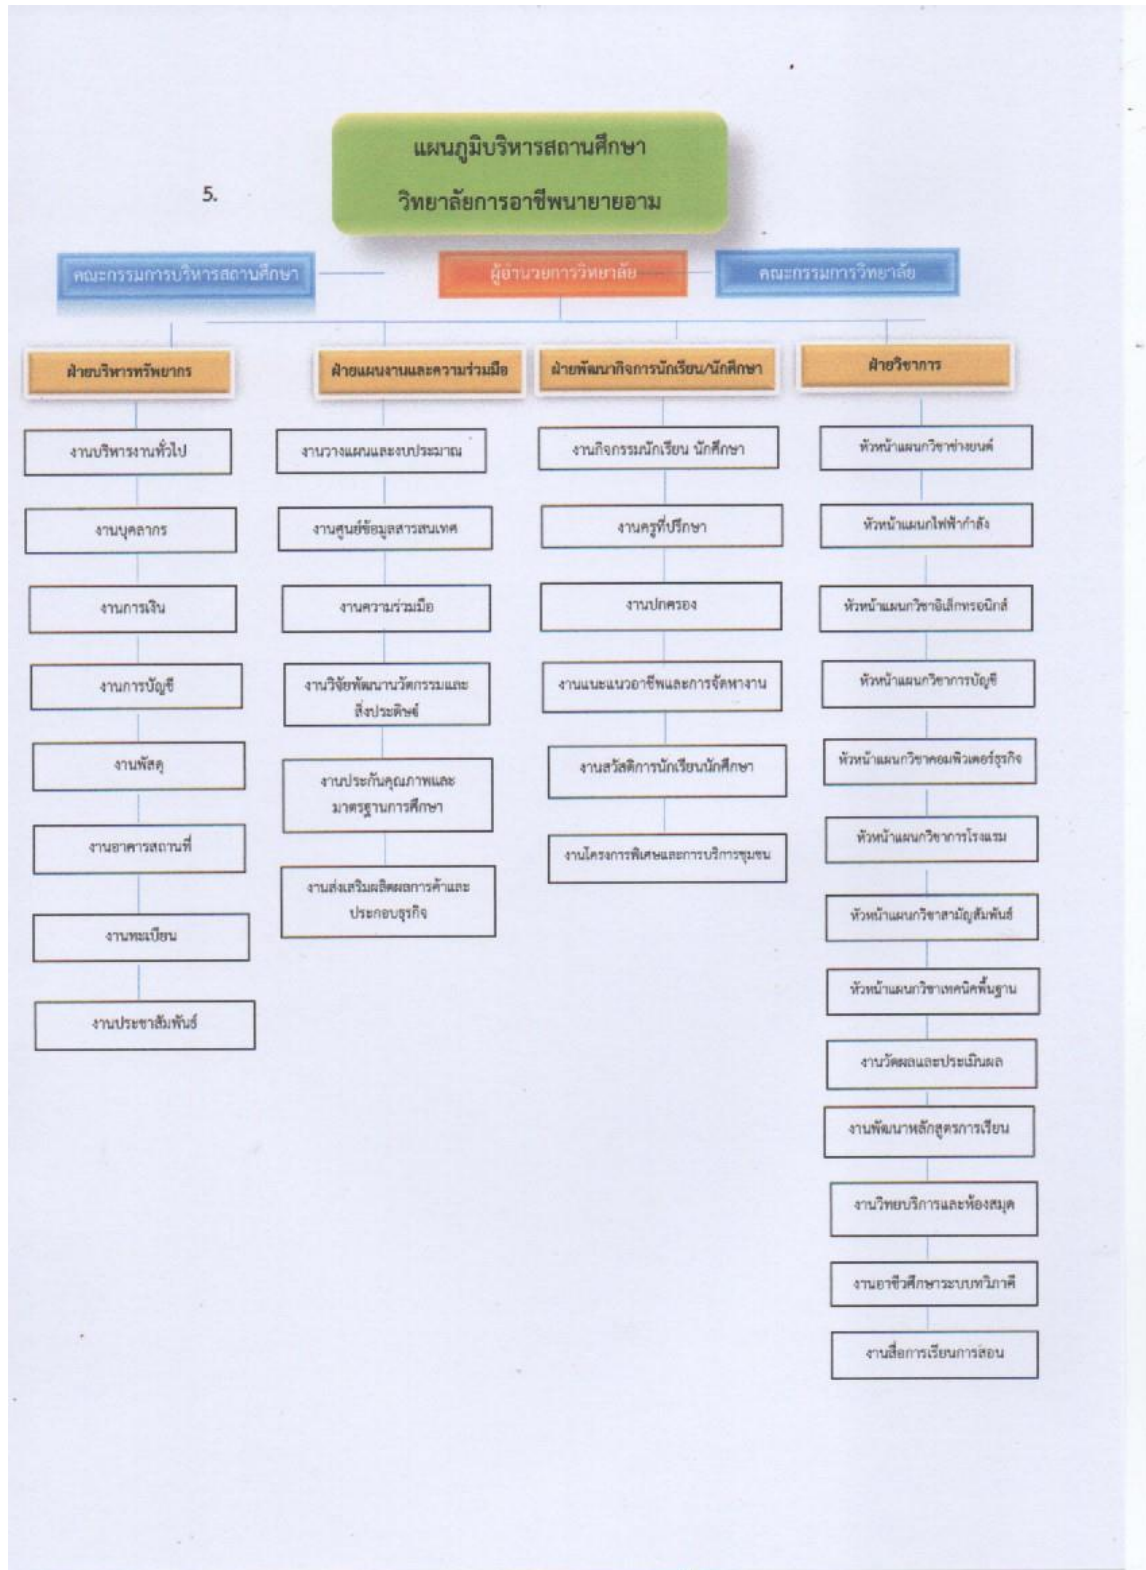 แผนภูมิบริหารสถานศึกษา
5.
วิทยาลัยการอาชีพนายายอาม
คณะกรรมการบริหารสถานศึกษา
ผู้อำนวยการวิทยาลัย
คณะกรรมการวิทยาลัย
ฝ่ายบริหารทรัพยากร
งานบริหารงานทั่วไป
งานบุคลากร
งานการเงิน
งานการบัญชี
งานพัสดุ
งานอาคารสถานที่
งานทะเบียน
งานประชาสัมพันธ์
ฝ่ายแผนงานและความร่วมมือ
งานวางแผนและงบประมาณ
งานศูนย์ข้อมูลสารสนเทศ
งานความร่วมมือ
งานวิจัยพัฒนานวัตกรรมและ
สิ่งประดิษฐ์
งานประกันคุณภาพและ
มาตรฐานการศึกษา
งานส่งเสริมผลิตผลการค้าและ
ประกอบธุรกิจ
ฝ่ายพัฒนากิจการนักเรียน/นักศึกษา
งานกิจกรรมนักเรียน นักศึกษา
งานครูที่ปรึกษา
งานปกครอง
งานแนะแนวอาชีพและการจัดหางาน
งานสวัสดิการนักเรียนนักศึกษา
งานโครงการพิเศษและการบริการชุมชน
ฝ่ายวิชาการ
หัวหน้าแผนกวิชาช่างยนต์
หัวหน้าแผนกไฟฟ้ากำลัง
หัวหน้าแผนกวิชาอิเล็กทรอนิกส์
หัวหน้าแผนกวิชาการบัญชี
หัวหน้าแผนกวิชาคอมพิวเตอร์ธุรกิจ
หัวหน้าแผนกวิชาการโรงแรม
หัวหน้าแผนกวิชาสามัญสัมพันธ์
หัวหน้าแผนกวิชาเทคนิคพื้นฐาน
งานวัดผลและประเมินผล
งานพัฒนาหลักสูตรการเรียน
งานวิทยบริการและห้องสมุด
งานอาชีวศึกษาระบบทวิภาคี
งานสื่อการเรียนการสอน